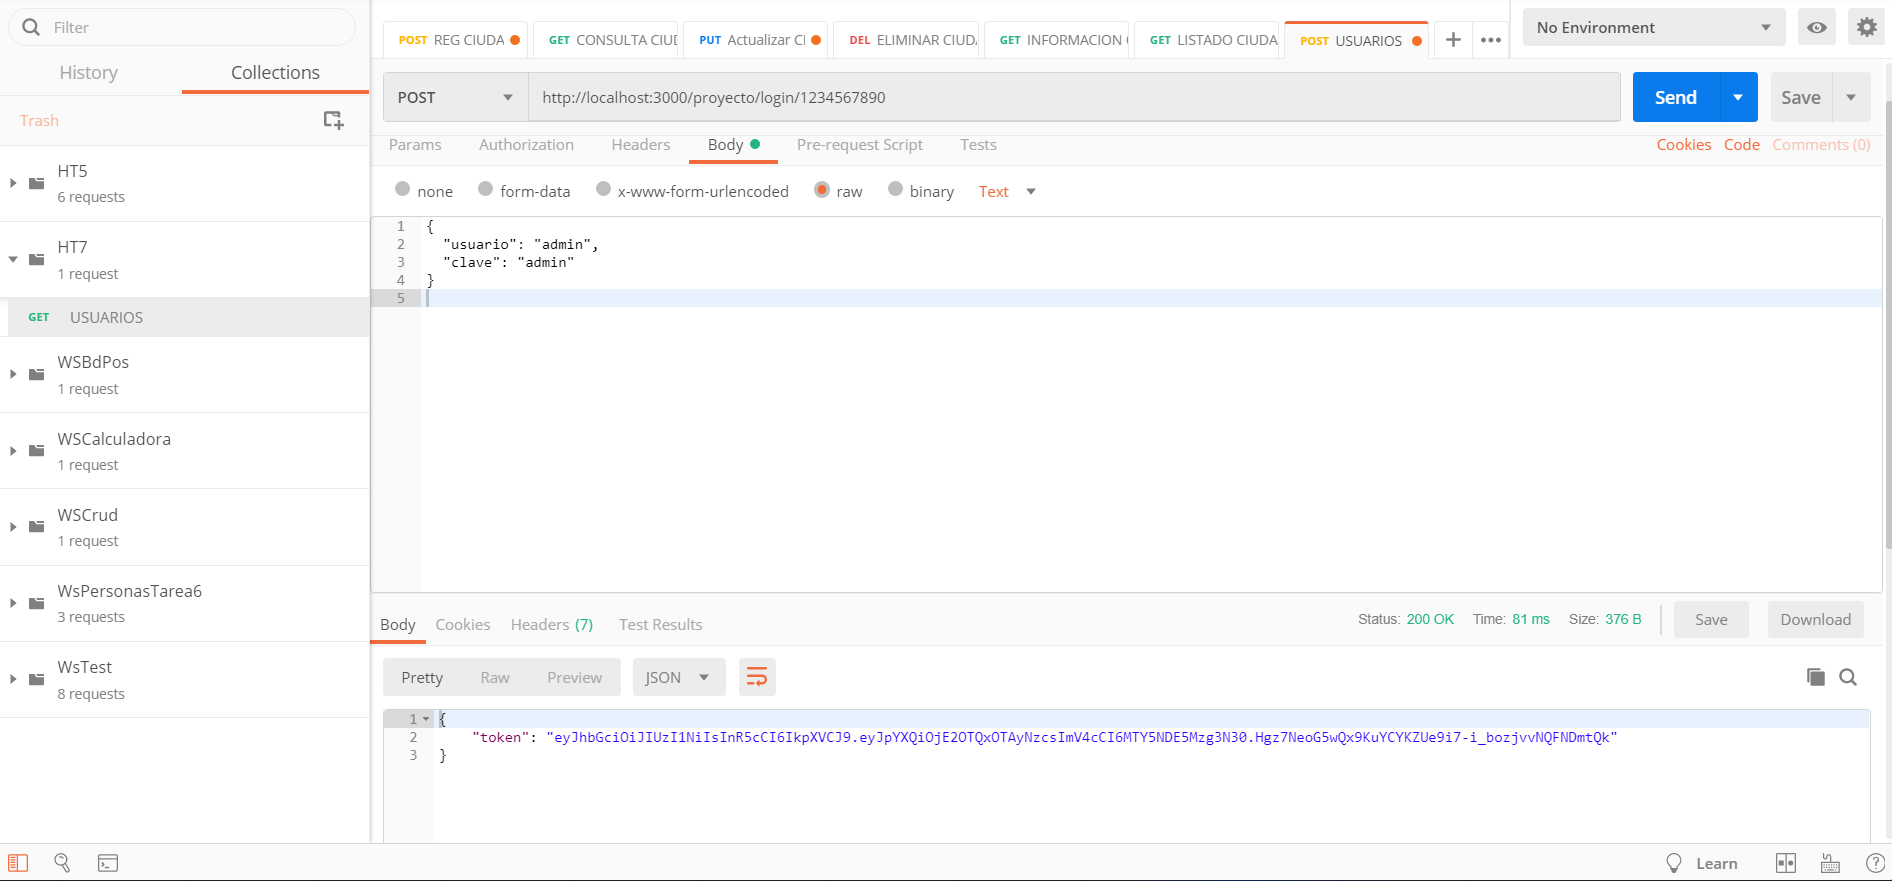 Filter
History
Collections
Trash
HT5
6 requests
HT7
1 request
GET USUARIOS
WSBdPos
1 request
WSCalculadora
1 request
WSCrud
1 request
WsPersonasTarea6
3 requests
WsTest
8 requests
POST REG CIUDA
GET CONSULTA CIUD
PUT Actualizar CI
DEL ELIMINAR CIUDA
GET INFORMACION
GET LISTADO CIUDA
POST USUARIOS
No Environment
POST
http://localhost:3000/proyecto/login/1234567890
Send
Save
Params
Authorization
Headers
Body
Pre-request Script
Tests
Cookies
Code
Comments (0)
none
form-data
x-www-form-urlencoded
raw
binary
Text
1 {
2 "usuario": "admin",
3 "clave": "admin"
4 }
5
Body
Cookies
Headers (7)
Test Results
Status: 200 OK
Time: 81 ms
Size: 376 B
Save
Download
Pretty
Raw
Preview
JSON
1 {
2 "token": "eyJhbGciOiJIUzI1NiIsInR5cCI6IkpXVCJ9.eyJpYXQiOjE2OTQxOTAyNzcsImV4cCI6MTY5NDE5Mzg3N30.Hgz7NeoG5wQx9KuYCYKZUe9i7-i_bozjvvNQFNDmtQk"
3 }
Learn